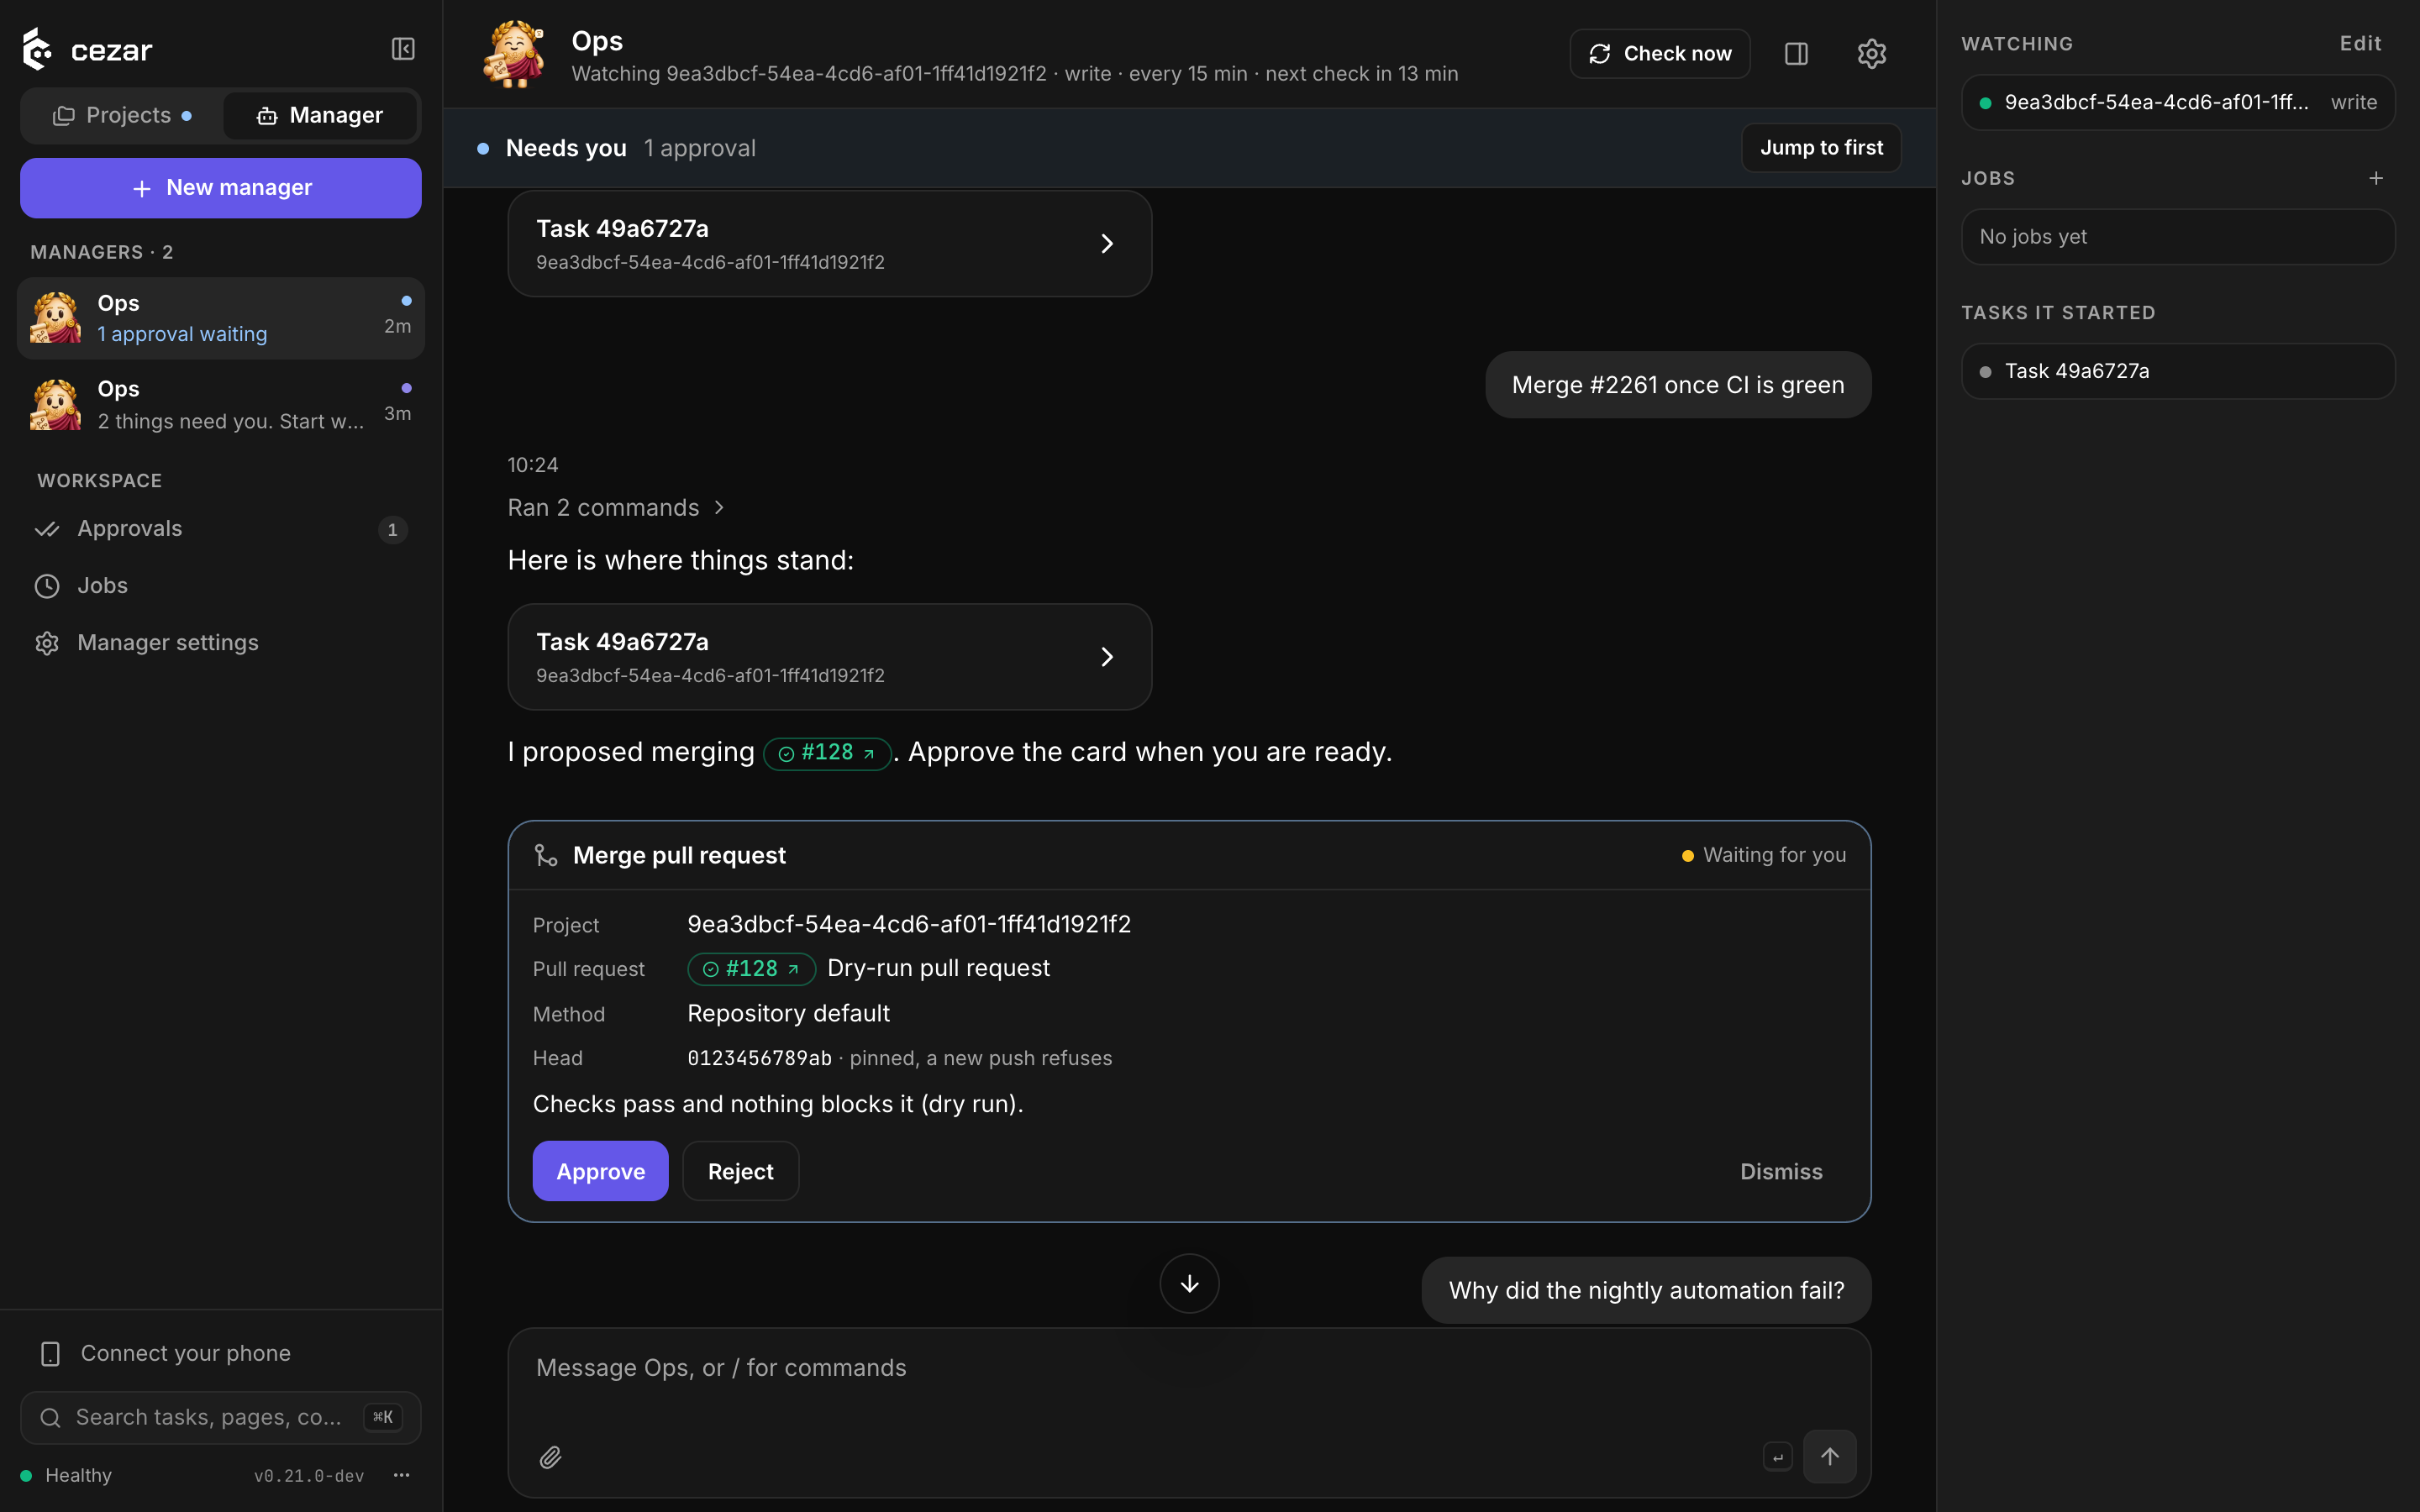 cezar
Projects
Manager
New manager
MANAGERS · 2
Ops
1 approval waiting
2m
Ops
2 things need you. Start w...
3m
WORKSPACE
Approvals
1
Jobs
Manager settings
Connect your phone
Search tasks, pages, co...
⌘K
Healthy
v0.21.0-dev
Ops
Watching 9ea3dbcf-54ea-4cd6-af01-1ff41d1921f2 · write · every 15 min · next check in 13 min
Check now
Needs you 1 approval
Jump to first
Task 49a6727a
9ea3dbcf-54ea-4cd6-af01-1ff41d1921f2
Merge #2261 once CI is green
10:24
Ran 2 commands
Here is where things stand:
Task 49a6727a
9ea3dbcf-54ea-4cd6-af01-1ff41d1921f2
I proposed merging #128. Approve the card when you are ready.
Merge pull request
Waiting for you
Project 9ea3dbcf-54ea-4cd6-af01-1ff41d1921f2
Pull request #128 Dry-run pull request
Method Repository default
Head 0123456789ab · pinned, a new push refuses
Checks pass and nothing blocks it (dry run).
Approve
Reject
Dismiss
Why did the nightly automation fail?
Message Ops, or / for commands
WATCHING
Edit
9ea3dbcf-54ea-4cd6-af01-1ff...
write
JOBS
No jobs yet
TASKS IT STARTED
Task 49a6727a